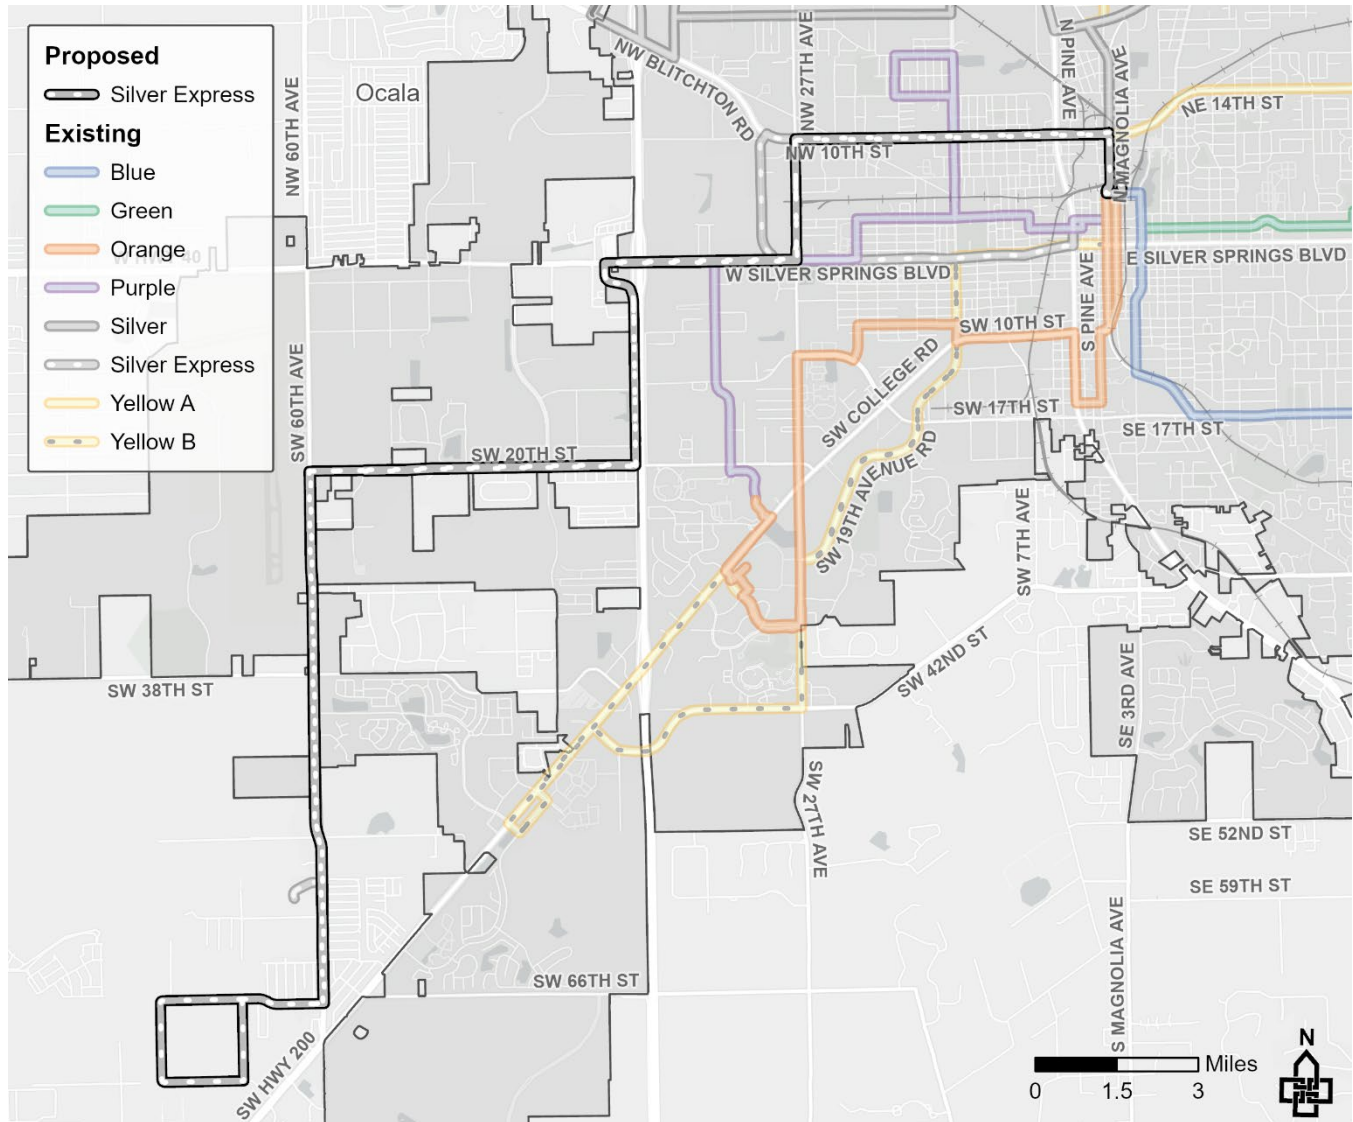 Proposed
Silver Express
Existing
Blue
Green
Orange
Purple
Silver
Silver Express
Yellow A
Yellow B
Ocala
NW 60TH AVE
NW BLITCHTON RD
NW 27TH AVE
N PINE AVE
N MAGNOLIA AVE
NE 14TH ST
NW 10TH ST
40
W SILVER SPRINGS BLVD
E SILVER SPRINGS BLVD
SW 60TH AVE
S PINE AVE
SW 10TH ST
SW COLLEGE RD
SW 17TH ST
SE 17TH ST
SW 20TH ST
SW 19TH AVENUE RD
SW 7TH AVE
SW 42ND ST
SW 38TH ST
SE 3RD AVE
SW 27TH AVE
SE 52ND ST
SE 59TH ST
SW 66TH ST
S MAGNOLIA AVE
SW HWY 200
Miles
0 1.5 3
N